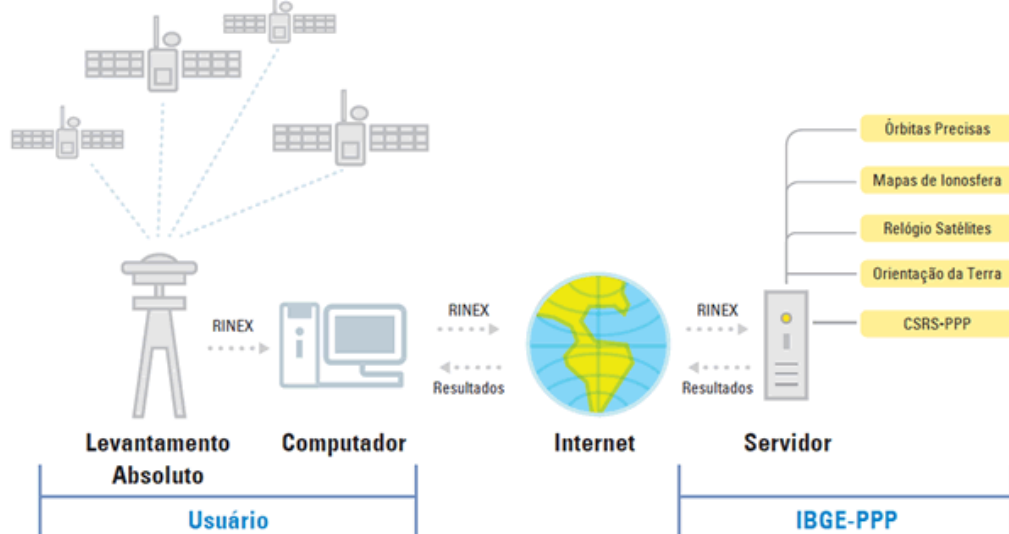 Órbitas Precisas
Mapas de Ionosfera
Relógio Satélites
Orientação da Terra
CSRS-PPP
RINEX
RINEX
Resultados
RINEX
Resultados
Levantamento
Absoluto
Computador
Internet
Servidor
Usuário
IBGE-PPP